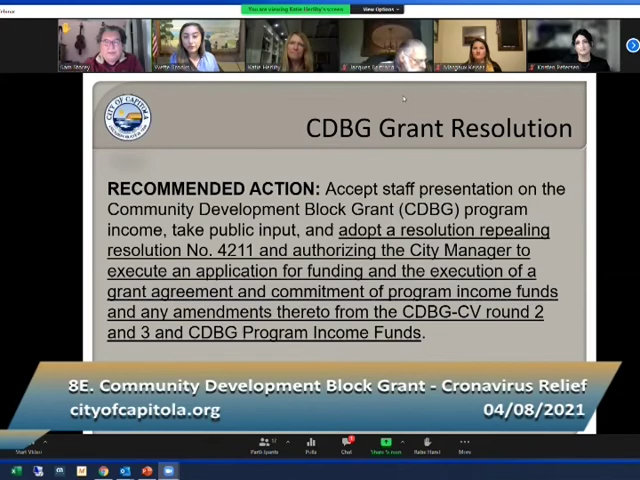 You are viewing Katie Herlihy's screen
View Options
Sam Storey
Yvette Brooks
Katie Herlihy
Jacques Bertrand
Margaux Keiser
Kristen Petersen
CITY OF CAPITOLA
CDBG Grant Resolution
RECOMMENDED ACTION: Accept staff presentation on the
Community Development Block Grant (CDBG) program
income, take public input, and adopt a resolution repealing
resolution No. 4211 and authorizing the City Manager to
execute an application for funding and the execution of a
grant agreement and commitment of program income funds
and any amendments thereto from the CDBG-CV round 2
and 3 and CDBG Program Income Funds.
8E. Community Development Block Grant - Cronavirus Relief
cityofcapitola.org
04/08/2021
Start Video
Participants
Polls
Chat
Share Screen
Raise Hand
More